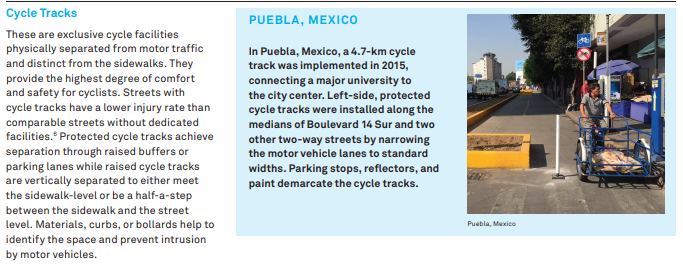 Cycle Tracks
These are exclusive cycle facilities
physically separated from motor traffic
and distinct from the sidewalks. They
provide the highest degree of comfort
and safety for cyclists. Streets with
cycle tracks have a lower injury rate than
comparable streets without dedicated
facilities.⁵ Protected cycle tracks achieve
separation through raised buffers or
parking lanes while raised cycle tracks
are vertically separated to either meet
the sidewalk-level or be a half-a-step
between the sidewalk and the street
level. Materials, curbs, or bollards help to
identify the space and prevent intrusion
by motor vehicles.
PUEBLA, MEXICO
In Puebla, Mexico, a 4.7-km cycle
track was implemented in 2015,
connecting a major university to
the city center. Left-side, protected
cycle tracks were installed along the
medians of Boulevard 14 Sur and two
other two-way streets by narrowing
the motor vehicle lanes to standard
widths. Parking stops, reflectors, and
paint demarcate the cycle tracks.
Puebla, Mexico